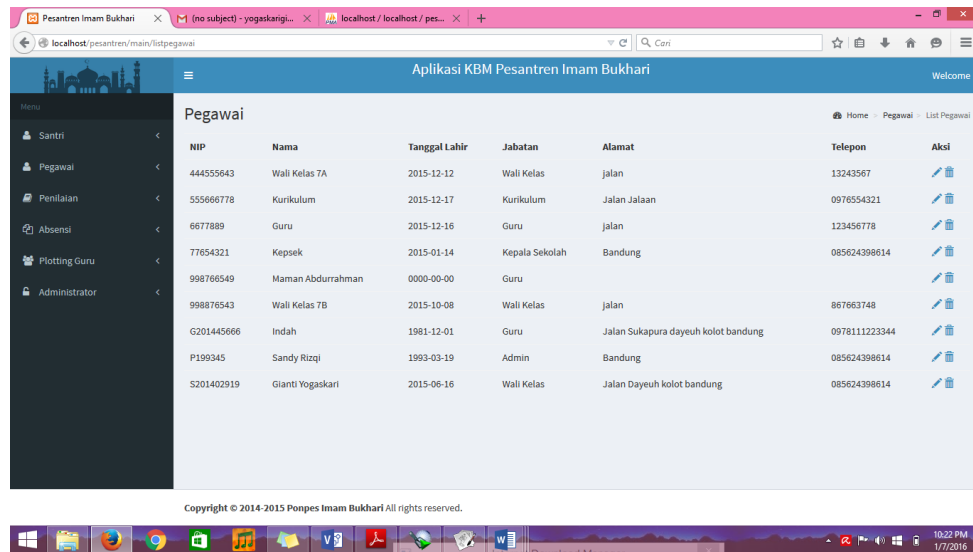 Pesantren Imam Bukhari
(no subject) - yogaskarigi...
localhost / localhost / pes...
localhost/pesantren/main/listpegawai
Cari
Aplikasi KBM Pesantren Imam Bukhari
Welcome
Menu
Santri
Pegawai
Penilaian
Absensi
Plotting Guru
Administrator
Pegawai
Home > Pegawai > List Pegawai
NIP Nama Tanggal Lahir Jabatan Alamat Telepon Aksi
444555643 Wali Kelas 7A 2015-12-12 Wali Kelas jalan 13243567
555666778 Kurikulum 2015-12-17 Kurikulum Jalan Jalaan 0976554321
6677889 Guru 2015-12-16 Guru jalan 123456778
77654321 Kepsek 2015-01-14 Kepala Sekolah Bandung 085624398614
998766549 Maman Abdurrahman 0000-00-00 Guru
998876543 Wali Kelas 7B 2015-10-08 Wali Kelas jalan 867663748
G201445666 Indah 1981-12-01 Guru Jalan Sukapura dayeuh kolot bandung 0978111223344
P199345 Sandy Rizqi 1993-03-19 Admin Bandung 085624398614
S201402919 Gianti Yogaskari 2015-06-16 Wali Kelas Jalan Dayeuh kolot bandung 085624398614
Copyright © 2014-2015 Ponpes Imam Bukhari All rights reserved.
10:22 PM
1/7/2016